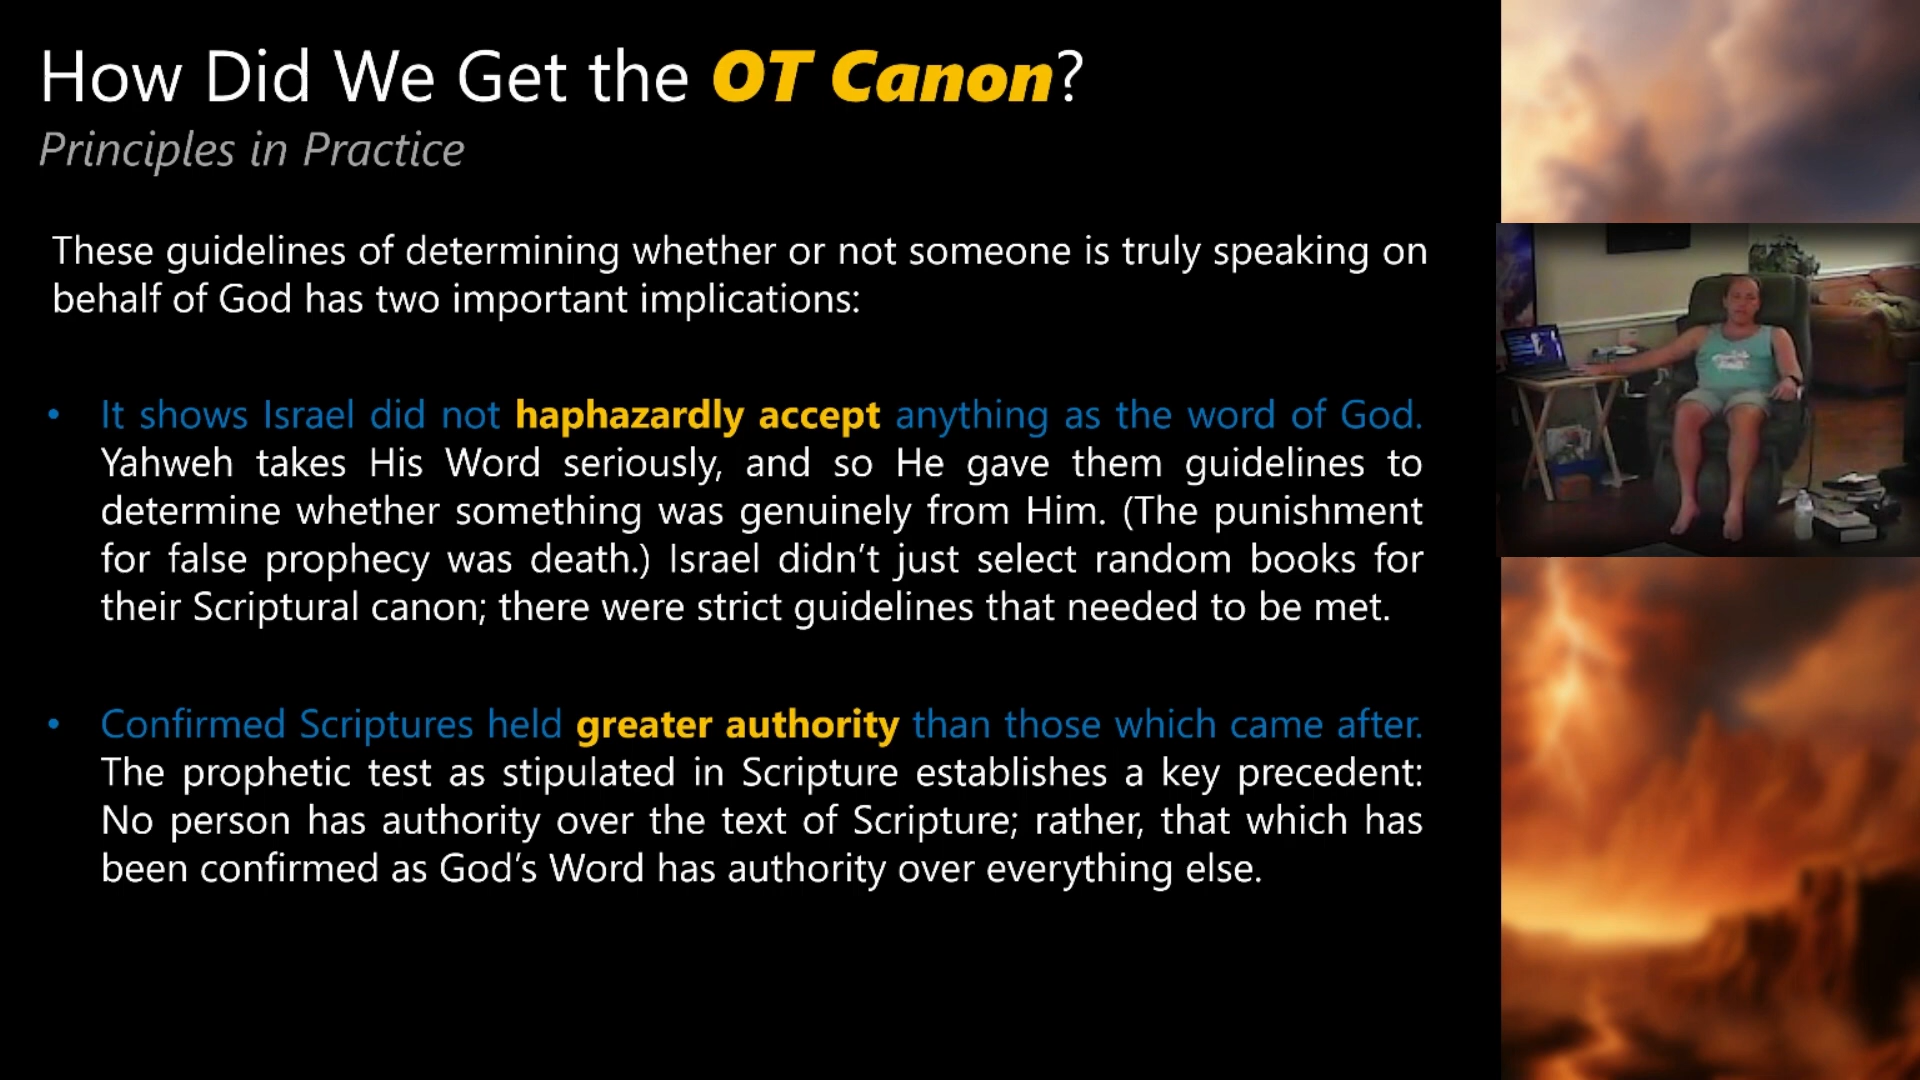 How Did We Get the OT Canon?
Principles in Practice
These guidelines of determining whether or not someone is truly speaking on
behalf of God has two important implications:
• It shows Israel did not haphazardly accept anything as the word of God.
Yahweh takes His Word seriously, and so He gave them guidelines to
determine whether something was genuinely from Him. (The punishment
for false prophecy was death.) Israel didn’t just select random books for
their Scriptural canon; there were strict guidelines that needed to be met.
• Confirmed Scriptures held greater authority than those which came after.
The prophetic test as stipulated in Scripture establishes a key precedent:
No person has authority over the text of Scripture; rather, that which has
been confirmed as God’s Word has authority over everything else.